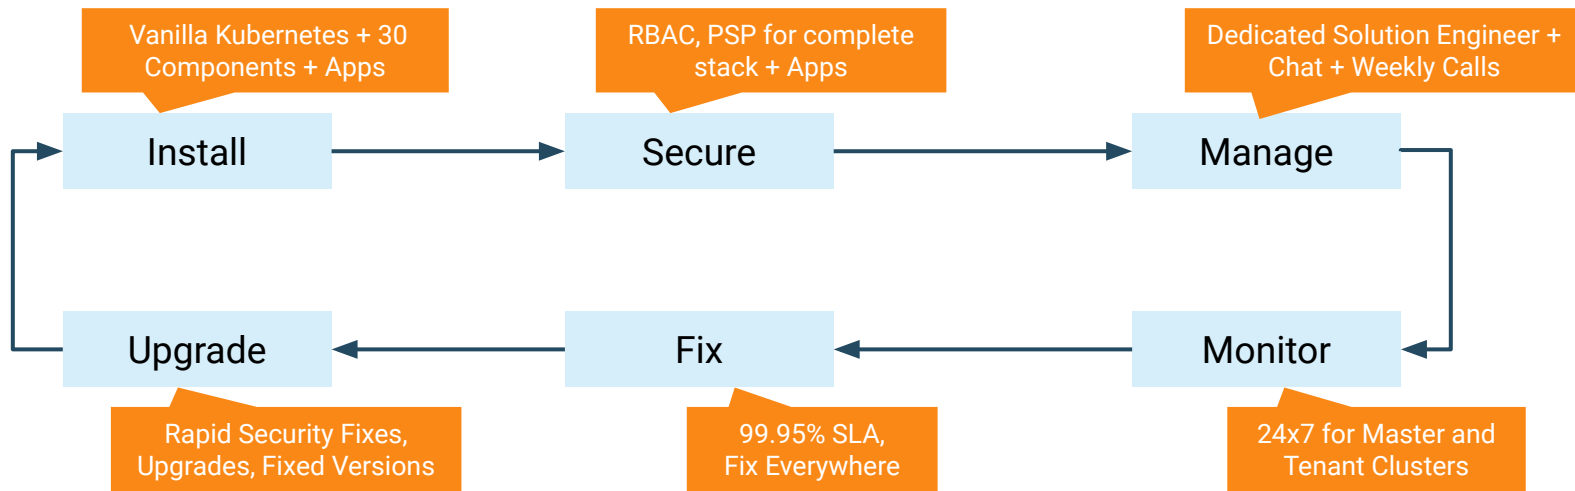 Vanilla Kubernetes + 30
Components + Apps
RBAC, PSP for complete
stack + Apps
Dedicated Solution Engineer +
Chat + Weekly Calls
Install
Secure
Manage
Upgrade
Fix
Monitor
Rapid Security Fixes,
Upgrades, Fixed Versions
99.95% SLA,
Fix Everywhere
24x7 for Master and
Tenant Clusters